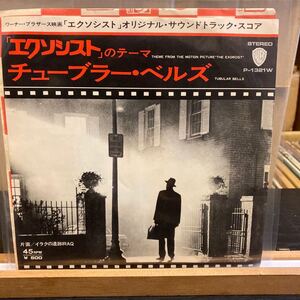 ワーナー・ブラザース映画「エクソシスト」オリジナル・サウンドトラック・スコア
「エクソシスト」のテーマ
THEME FROM THE MOTION PICTURE "THE EXORCIST"
チューブラー・ベルズ
TUBULAR BELLS
STEREO
P-1321W
片面/イラクの遺跡IRAQ
45RPM
¥600